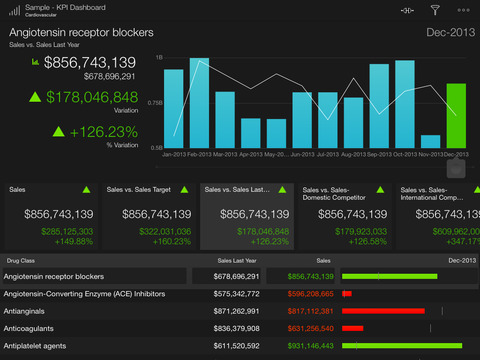 Sample - KPI Dashboard
Cardiovascular
Angiotensin receptor blockers
Dec-2013
Sales vs. Sales Last Year
$856,743,139
$678,696,291
$178,046,848
Variation
+126.23%
% Variation
1B
0.75B
0.5B
Jan-2013 Feb-2013 Mar-2013 Apr-2013 May-20... Jun-2013 Jul-2013 Aug-2013 Sep-2013 Oct-2013 Nov-2013 Dec-2013
Sales
$856,743,139
$285,125,303
+149.88%
Sales vs. Sales Target
$856,743,139
$322,031,036
+160.23%
Sales vs. Sales Last...
$856,743,139
$178,046,848
+126.23%
Sales vs. Sales-
Domestic Competitor
$856,743,139
$179,923,033
+126.58%
Sales vs. Sales-
International Comp...
$856,743,139
$609,962,00
+347.17%
Drug Class Sales Last Year Sales Dec-2013
Angiotensin receptor blockers $678,696,291 $856,743,139
Angiotensin-Converting Enzyme (ACE) Inhibitors $575,342,772 $596,208,665
Antianginals $871,262,991 $817,112,381
Anticoagulants $836,379,908 $631,256,540
Antiplatelet agents $611,520,592 $931,146,443